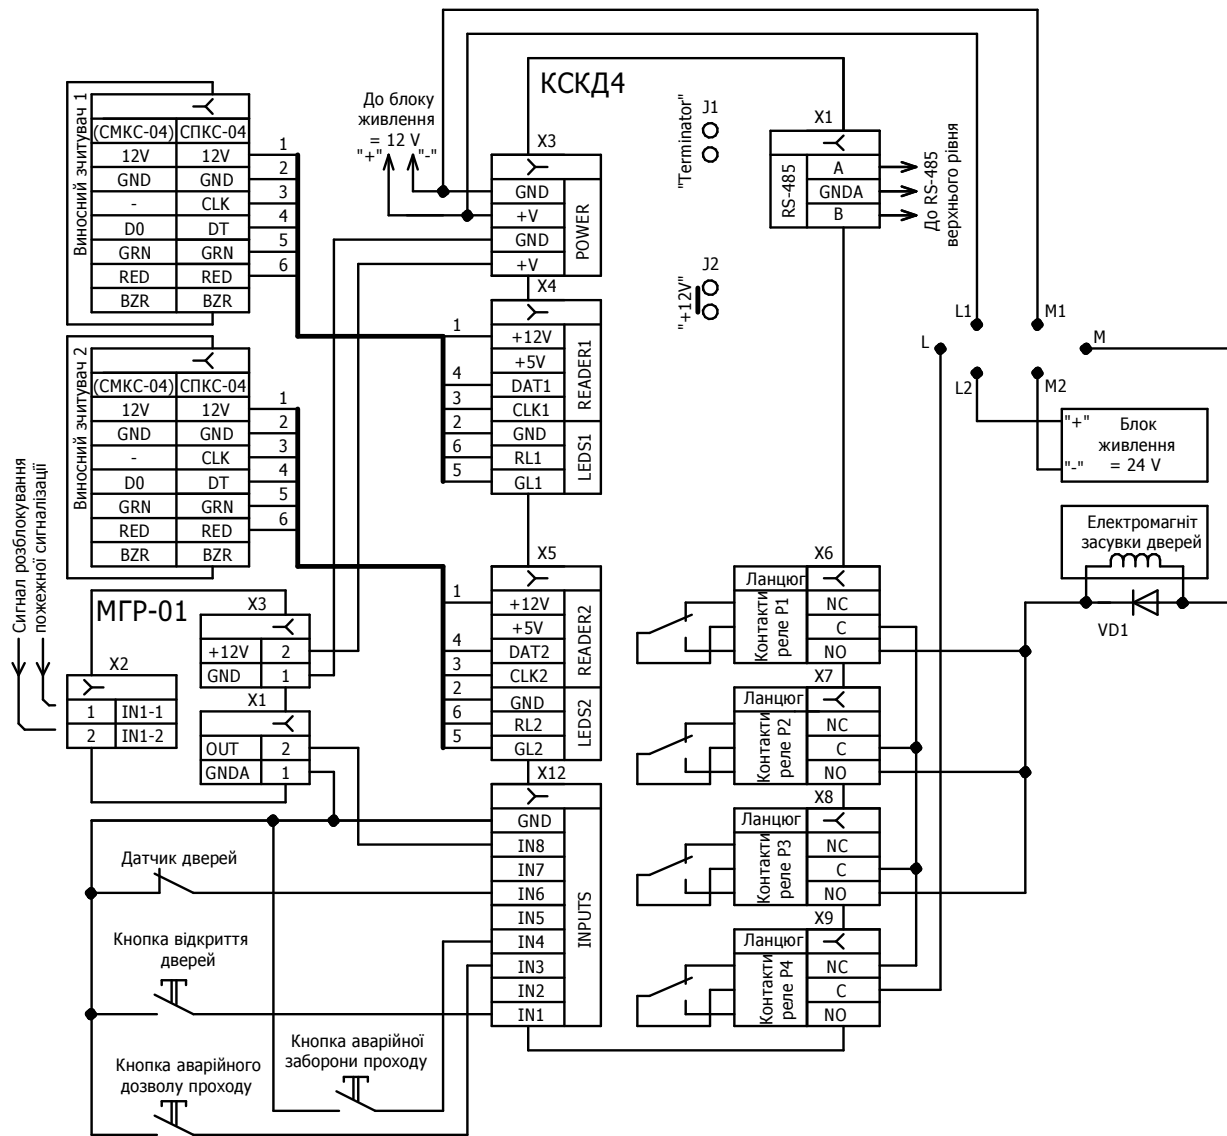 КСКД4
До блоку
живлення
= 12 V
"+"
"-"
"Terminator"
J1
J2
"+12V"
X1
RS-485
A
GNDA
B
До RS-485
верхнього рівня
X3
GND
+V
GND
+V
POWER
Виносний зчитувач 1
(СМКС-04) СПКС-04
12V 12V 1
GND GND 2
- CLK 3
D0 DT 4
GRN GRN 5
RED RED 6
BZR BZR
X4
1 +12V
+5V
4 DAT1
3 CLK1
2 GND
6 RL1
5 GL1
READER1
LEDS1
Виносний зчитувач 2
(СМКС-04) СПКС-04
12V 12V 1
GND GND 2
- CLK 3
D0 DT 4
GRN GRN 5
RED RED 6
BZR BZR
X5
1 +12V
+5V
4 DAT2
3 CLK2
2 GND
6 RL2
5 GL2
READER2
LEDS2
L1
M1
L
M
L2
M2
"+"
"-"
Блок
живлення
= 24 V
Електромагніт
засувки дверей
VD1
Сигнал розблокування
пожежної сигналізації
МГР-01
X3
+12V 2
GND 1
X2
1 IN1-1
2 IN1-2
X1
OUT 2
GNDA 1
X12
GND
IN8
IN7
IN6
IN5
IN4
IN3
IN2
IN1
INPUTS
X6
Ланцюг
Контакти
реле P1
NC
C
NO
X7
Ланцюг
Контакти
реле P2
NC
C
NO
X8
Ланцюг
Контакти
реле P3
NC
C
NO
X9
Ланцюг
Контакти
реле P4
NC
C
NO
Датчик дверей
Кнопка відкриття
дверей
Кнопка аварійного
дозволу проходу
Кнопка аварійної
заборони проходу